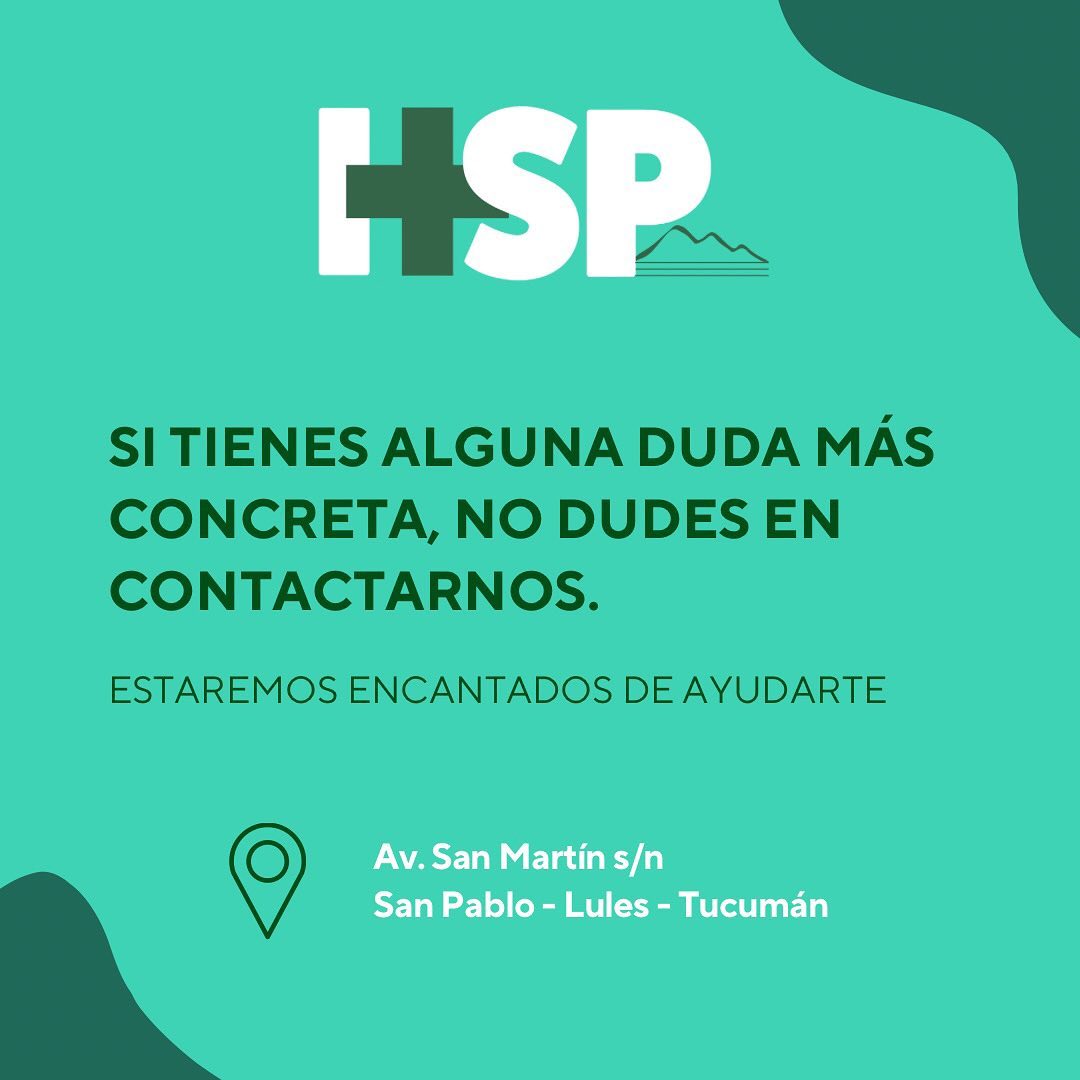 HSP
SI TIENES ALGUNA DUDA MÁS
CONCRETA, NO DUDES EN
CONTACTARNOS.
ESTAREMOS ENCANTADOS DE AYUDARTE
Av. San Martín s/n
San Pablo - Lules - Tucumán